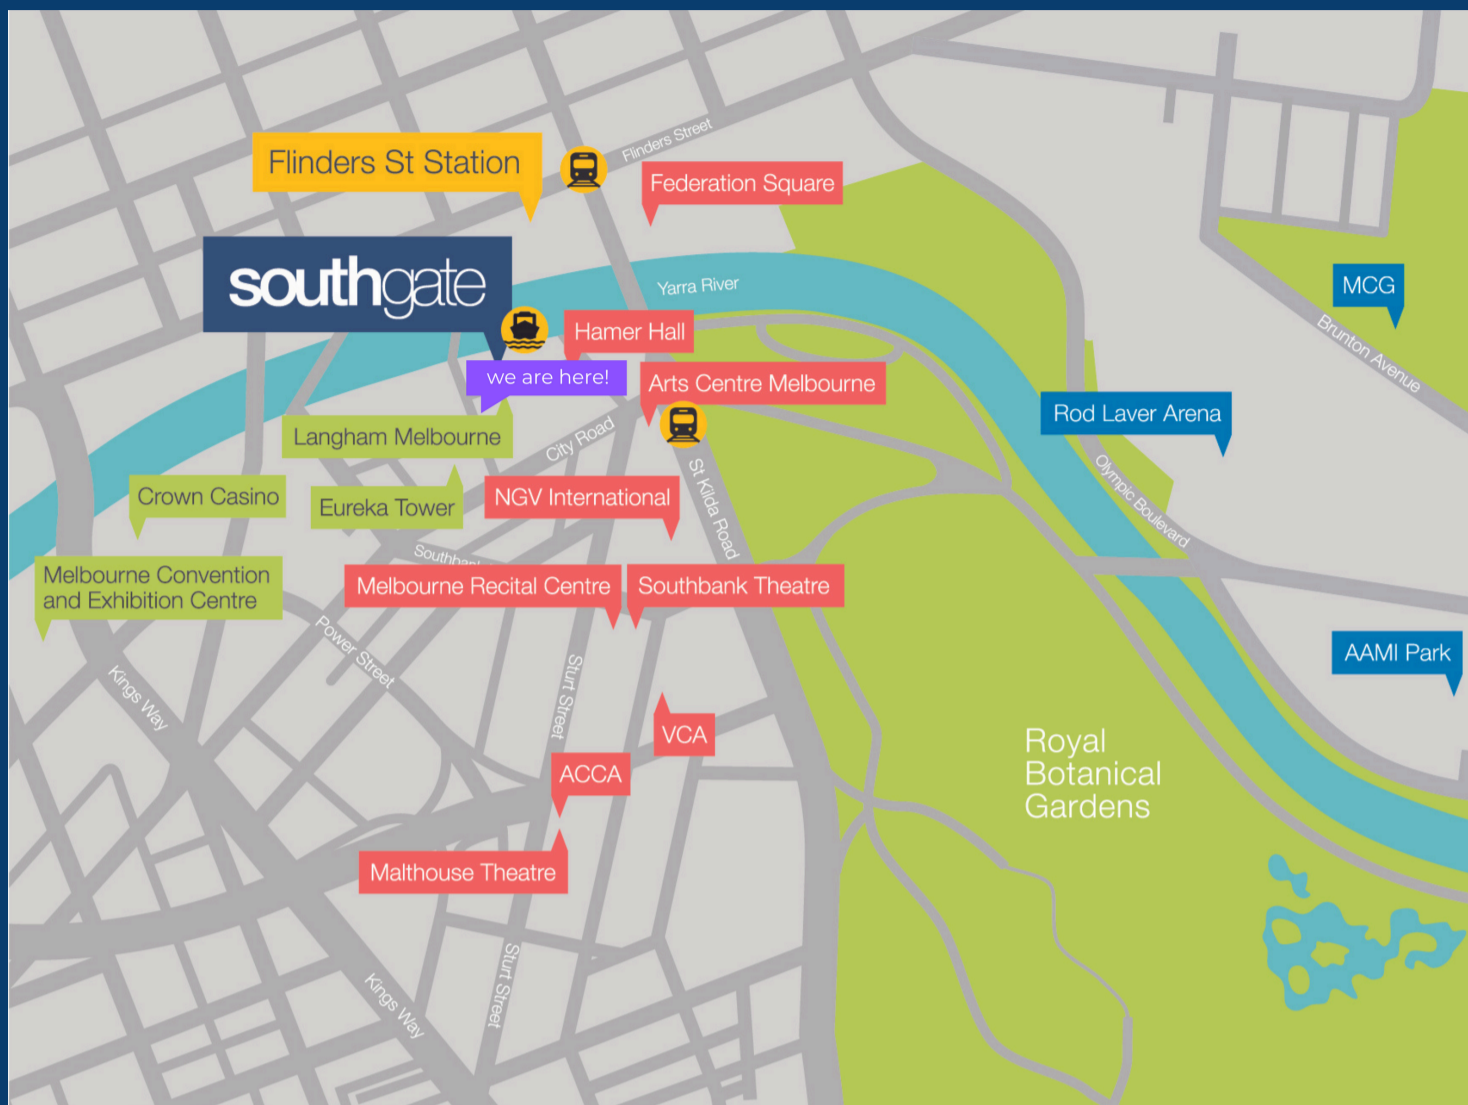 Flinders Street
Flinders St Station
Federation Square
southgate
Yarra River
MCG
Hamer Hall
Brunton Avenue
we are here!
Arts Centre Melbourne
Rod Laver Arena
Langham Melbourne
City Road
Crown Casino
Eureka Tower
NGV International
St Kilda Road
Olympic Boulevard
Melbourne Convention
and Exhibition Centre
Melbourne Recital Centre
Southbank Theatre
Power Street
AAMI Park
Kings Way
Sturt Street
VCA
Royal
Botanical
Gardens
ACCA
Malthouse Theatre
Sturt Street
Kings Way